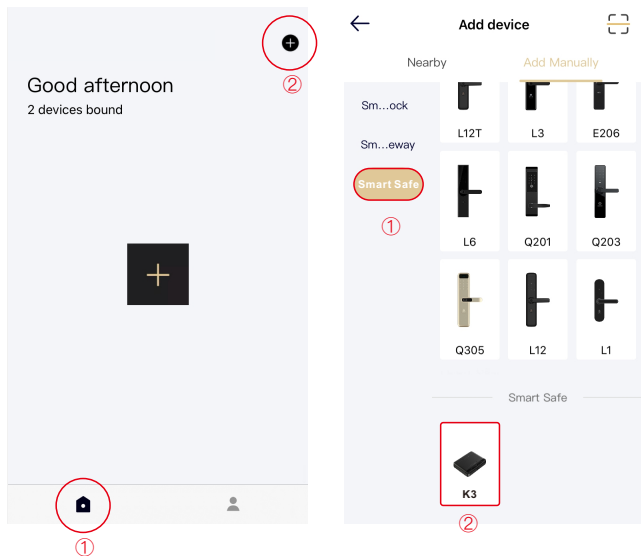 ②
Good afternoon
2 devices bound
①
Add device
Nearby
Add Manually
Sm...ock
Sm...eway
Smart Safe
①
L12T
L3
E206
L6
Q201
Q203
Q305
L12
L1
Smart Safe
K3
②